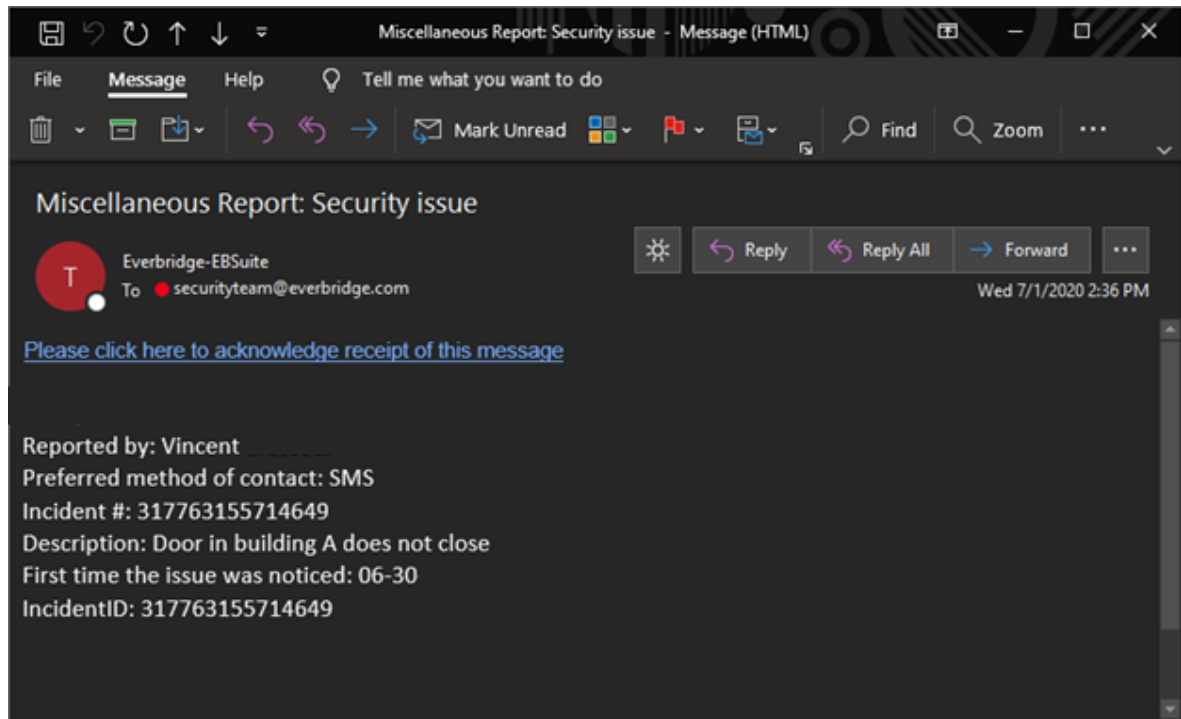 Miscellaneous Report: Security issue - Message (HTML)
File Message Help Tell me what you want to do
Mark Unread Find Zoom ...
Miscellaneous Report: Security issue
T
Everbridge-EBSuite
To securityteam@everbridge.com
Reply Reply All Forward ...
Wed 7/1/2020 2:36 PM
Please click here to acknowledge receipt of this message
Reported by: Vincent
Preferred method of contact: SMS
Incident #: 317763155714649
Description: Door in building A does not close
First time the issue was noticed: 06-30
IncidentID: 317763155714649